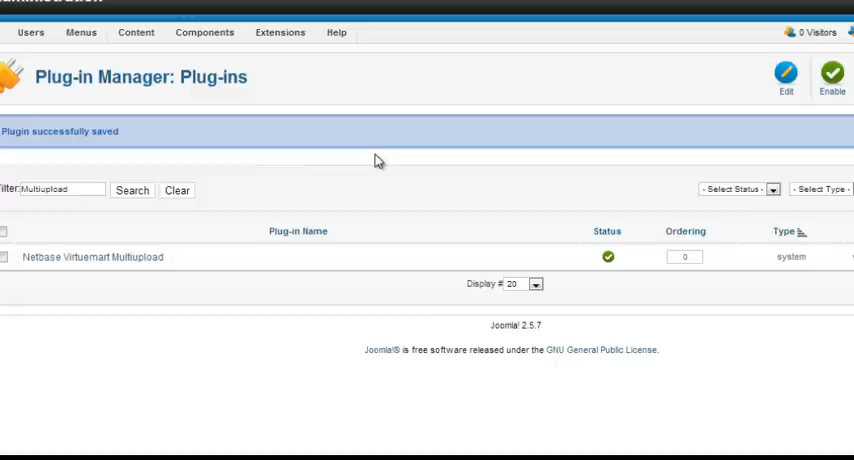 Users Menus Content Components Extensions Help 0 Visitors
Plug-in Manager: Plug-ins
Edit Enable
Plugin successfully saved
Filter: Multiupload Search Clear - Select Status - - Select Type -
Plug-in Name Status Ordering Type
Netbase Virtuemart Multiupload 0 system
Display # 20
Joomla! 2.5.7
Joomla!® is free software released under the GNU General Public License.